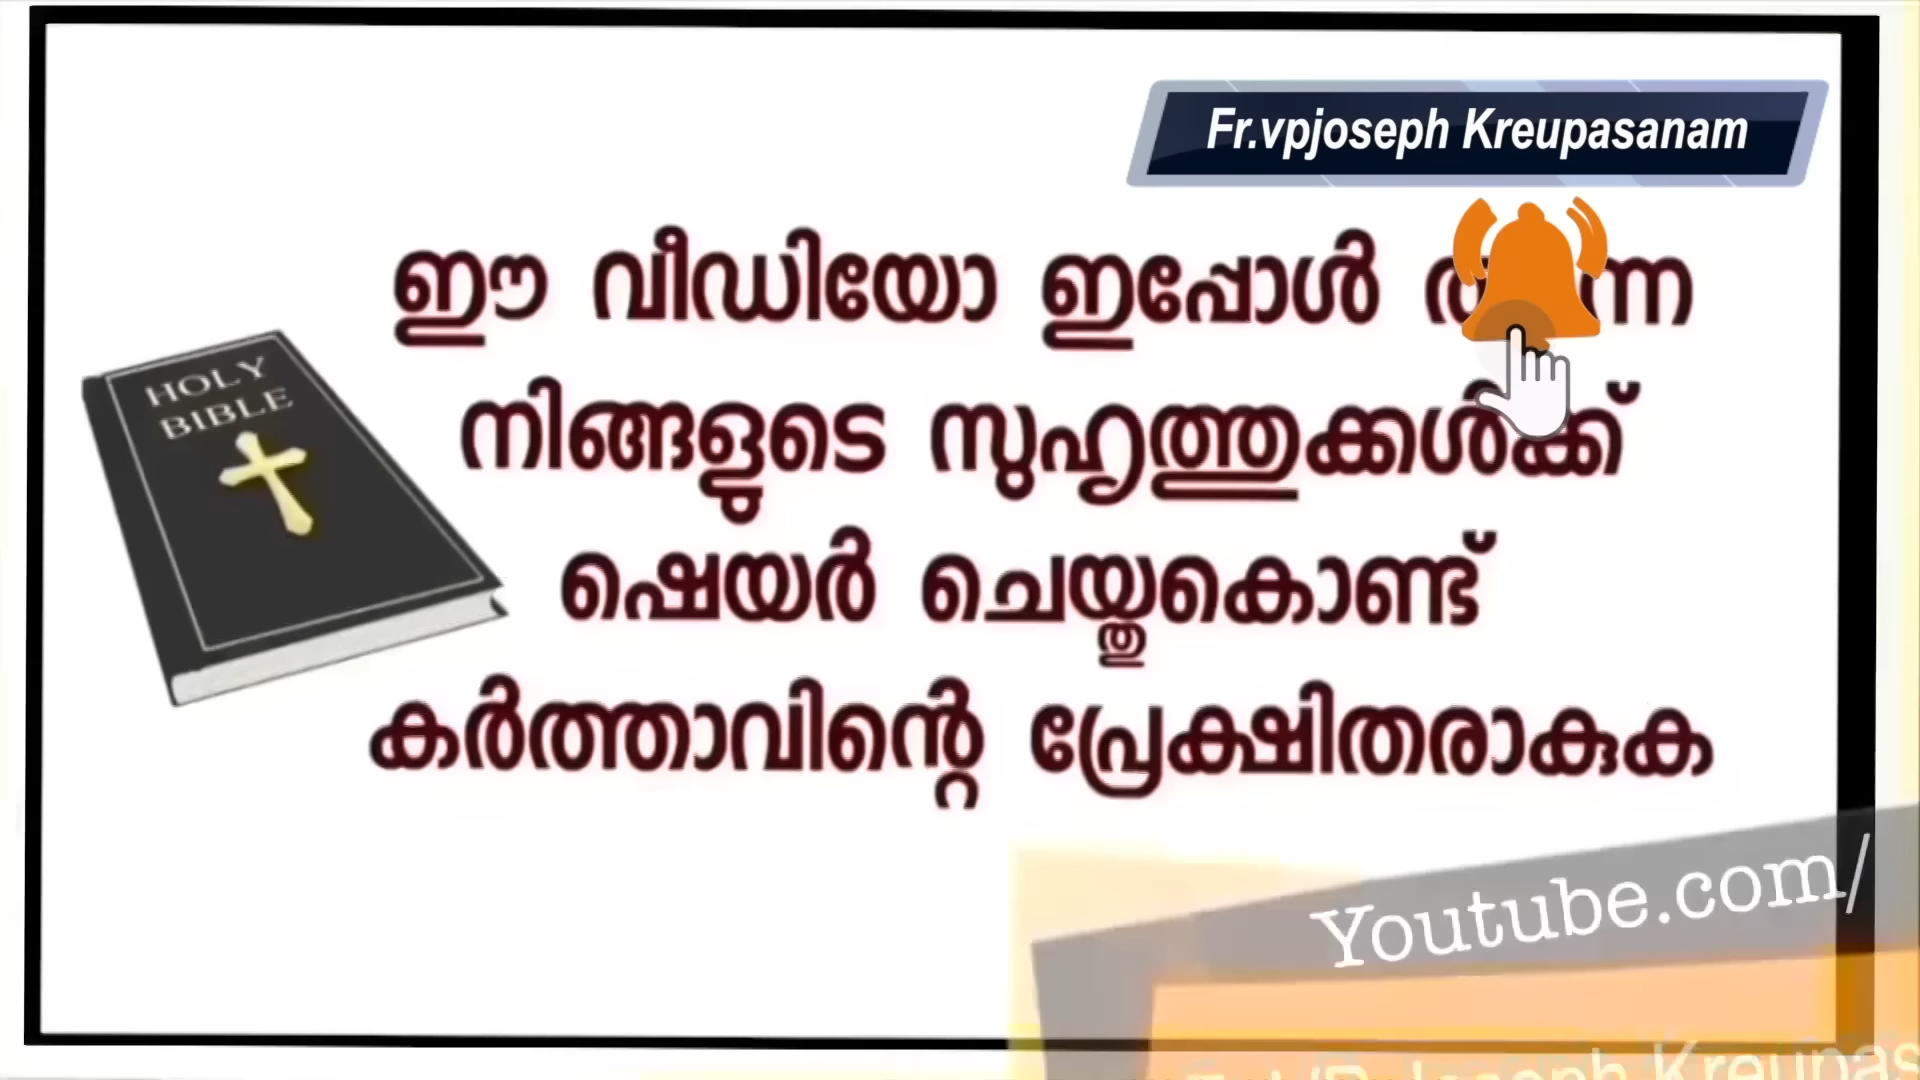 Fr.vpjoseph Kreupasanam
ഈ വീഡിയോ ഇപ്പോൾ
നിങ്ങളുടെ സുഹൃത്തുക്കൾക്ക്
ഷെയർ ചെയ്തുകൊണ്ട്
കർത്താവിന്റെ പ്രേക്ഷിതരാകുക
HOLY
BIBLE
Youtube.com/